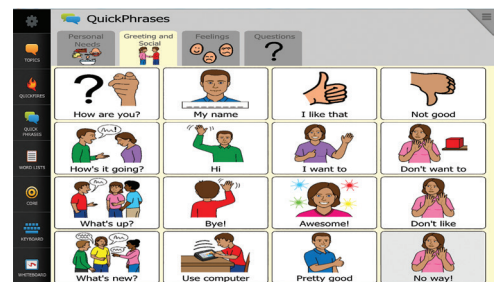 QuickPhrases
Personal
Needs
Greeting and
Social
Feelings
Questions
?
TOPICS
QUICKFIRES
QUICK
PHRASES
WORD LISTS
CORE
KEYBOARD
WHITEBOARD
?
How are you?
My name
I like that
Not good
How's it going?
Hi
I want to
Don't want to
What's up?
Bye!
Awesome!
Don't like
What's new?
Use computer
Pretty good
No way!